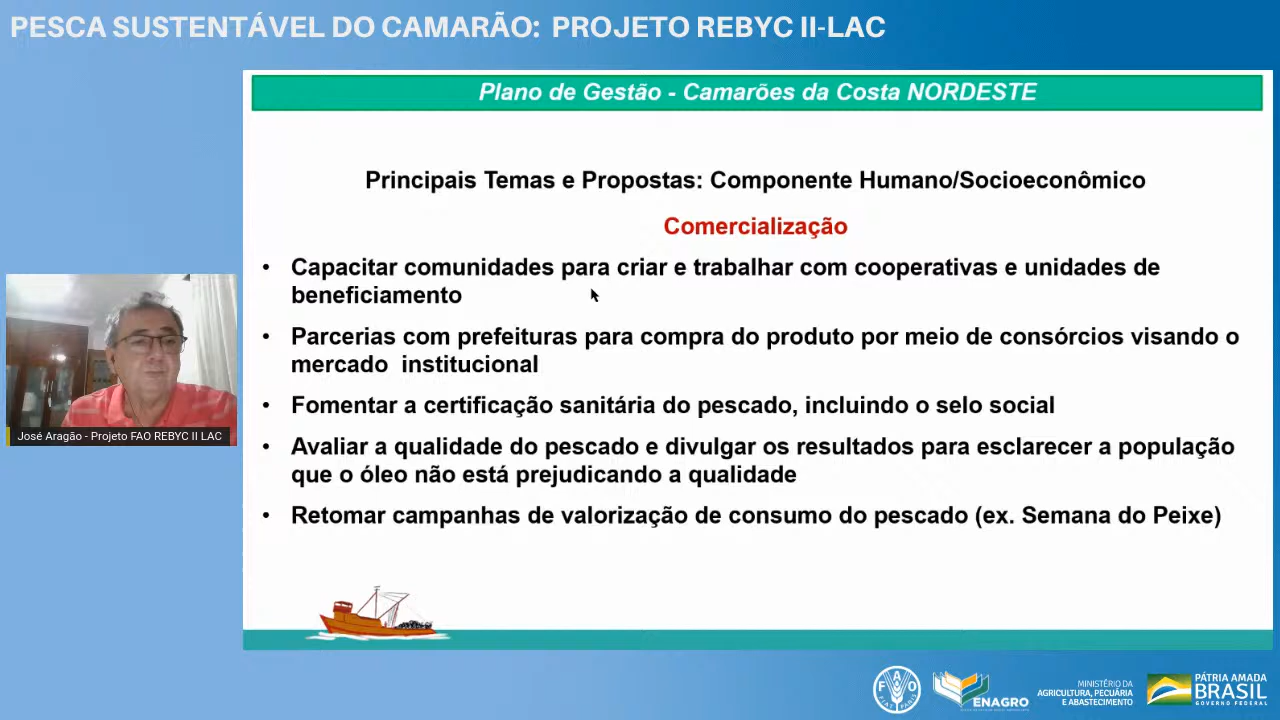 PESCA SUSTENTÁVEL DO CAMARÃO: PROJETO REBYC II-LAC
Plano de Gestão - Camarões da Costa NORDESTE
Principais Temas e Propostas: Componente Humano/Socioeconômico
Comercialização
• Capacitar comunidades para criar e trabalhar com cooperativas e unidades de
beneficiamento
• Parcerias com prefeituras para compra do produto por meio de consórcios visando o
mercado institucional
• Fomentar a certificação sanitária do pescado, incluindo o selo social
• Avaliar a qualidade do pescado e divulgar os resultados para esclarecer a população
que o óleo não está prejudicando a qualidade
• Retomar campanhas de valorização de consumo do pescado (ex. Semana do Peixe)
José Aragão - Projeto FAO REBYC II LAC
FAO
FIAT PANIS
ENAGRO
MINISTÉRIO DA
AGRICULTURA, PECUÁRIA
E ABASTECIMENTO
PÁTRIA AMADA
BRASIL
GOVERNO FEDERAL